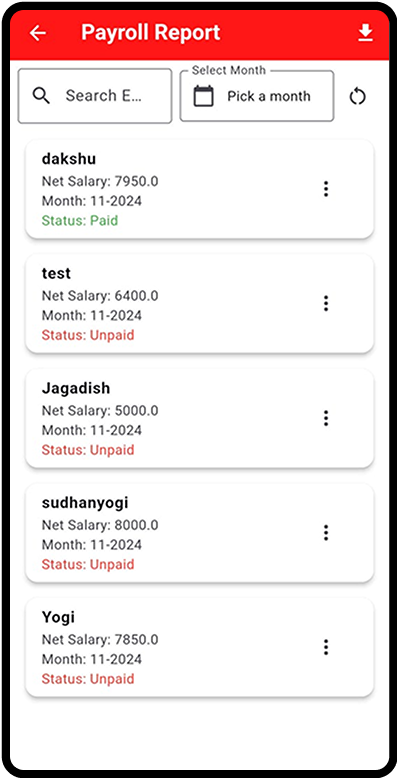 Payroll Report
Select Month
Search E...
Pick a month
dakshu
Net Salary: 7950.0
Month: 11-2024
Status: Paid
test
Net Salary: 6400.0
Month: 11-2024
Status: Unpaid
Jagadish
Net Salary: 5000.0
Month: 11-2024
Status: Unpaid
sudhanyogi
Net Salary: 8000.0
Month: 11-2024
Status: Unpaid
Yogi
Net Salary: 7850.0
Month: 11-2024
Status: Unpaid